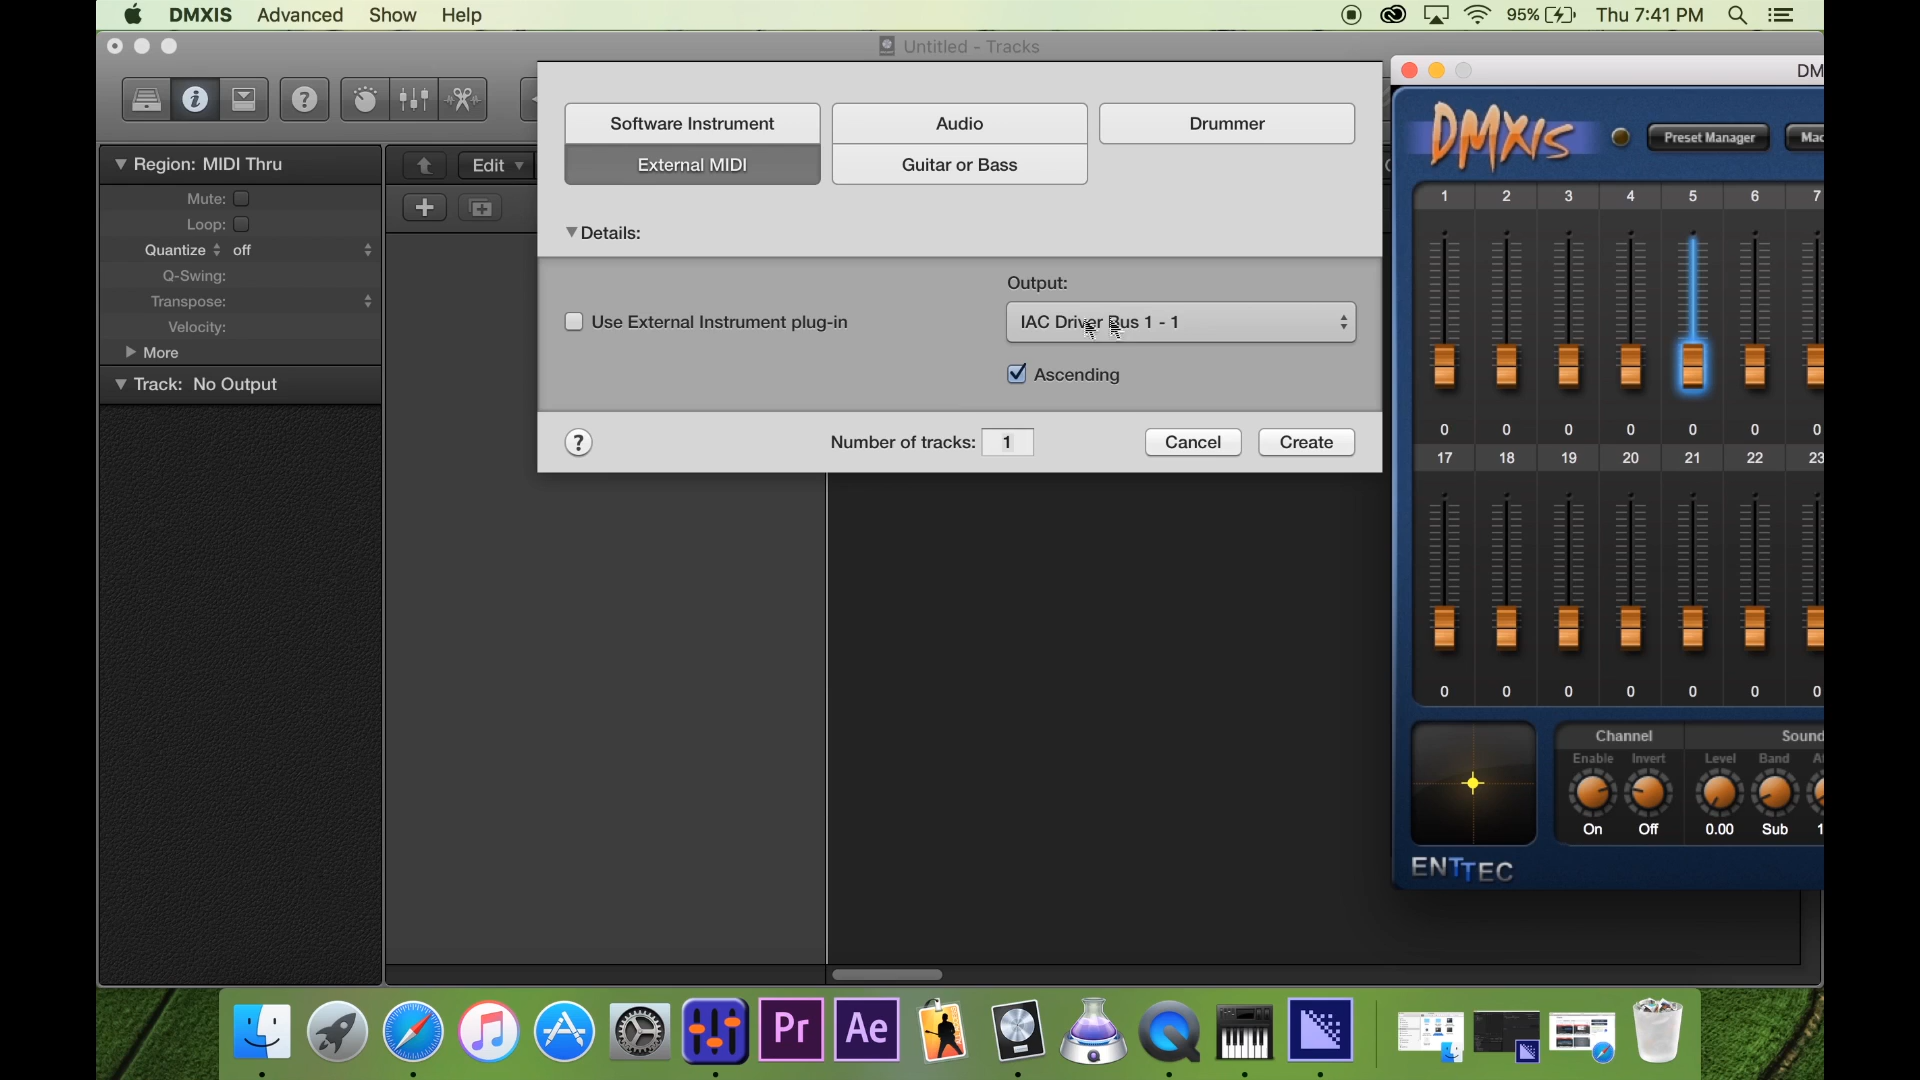 DMXIS Advanced Show Help
95% Thu 7:41 PM
Untitled - Tracks
Region: MIDI Thru
Mute:
Loop:
Quantize off
Q-Swing:
Transpose:
Velocity:
More
Track: No Output
Edit
Software Instrument
Audio
Drummer
External MIDI
Guitar or Bass
Details:
Output:
Use External Instrument plug-in
IAC Driver Bus 1 - 1
Ascending
?
Number of tracks: 1
Cancel
Create
DM
DMXIS
Preset Manager
Mac
1 2 3 4 5 6 7
0 0 0 0 0 0 0
17 18 19 20 21 22 23
0 0 0 0 0 0 0
Channel
Sound
Enable Invert Level Band
On Off 0.00 Sub 1
ENTTEC
Pr
Ae